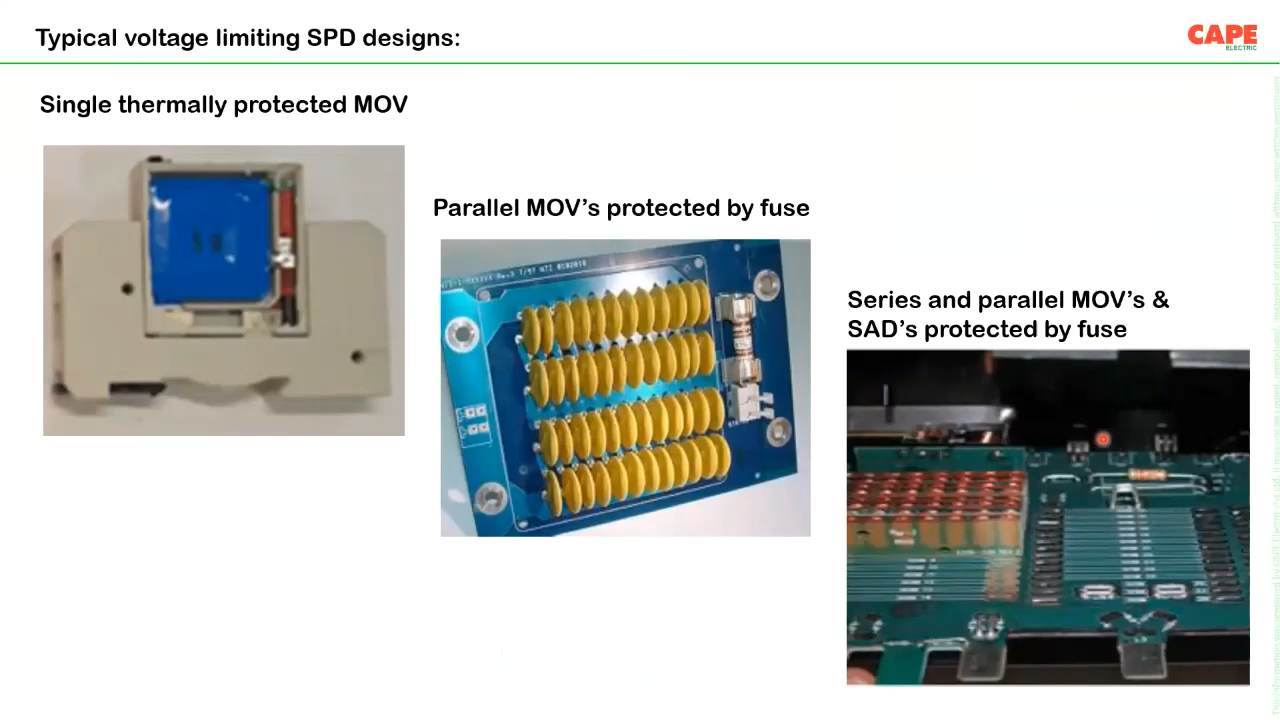 Typical voltage limiting SPD designs:
CAPE
ELECTRIC
Single thermally protected MOV
Parallel MOV's protected by fuse
Series and parallel MOV's &
SAD's protected by fuse